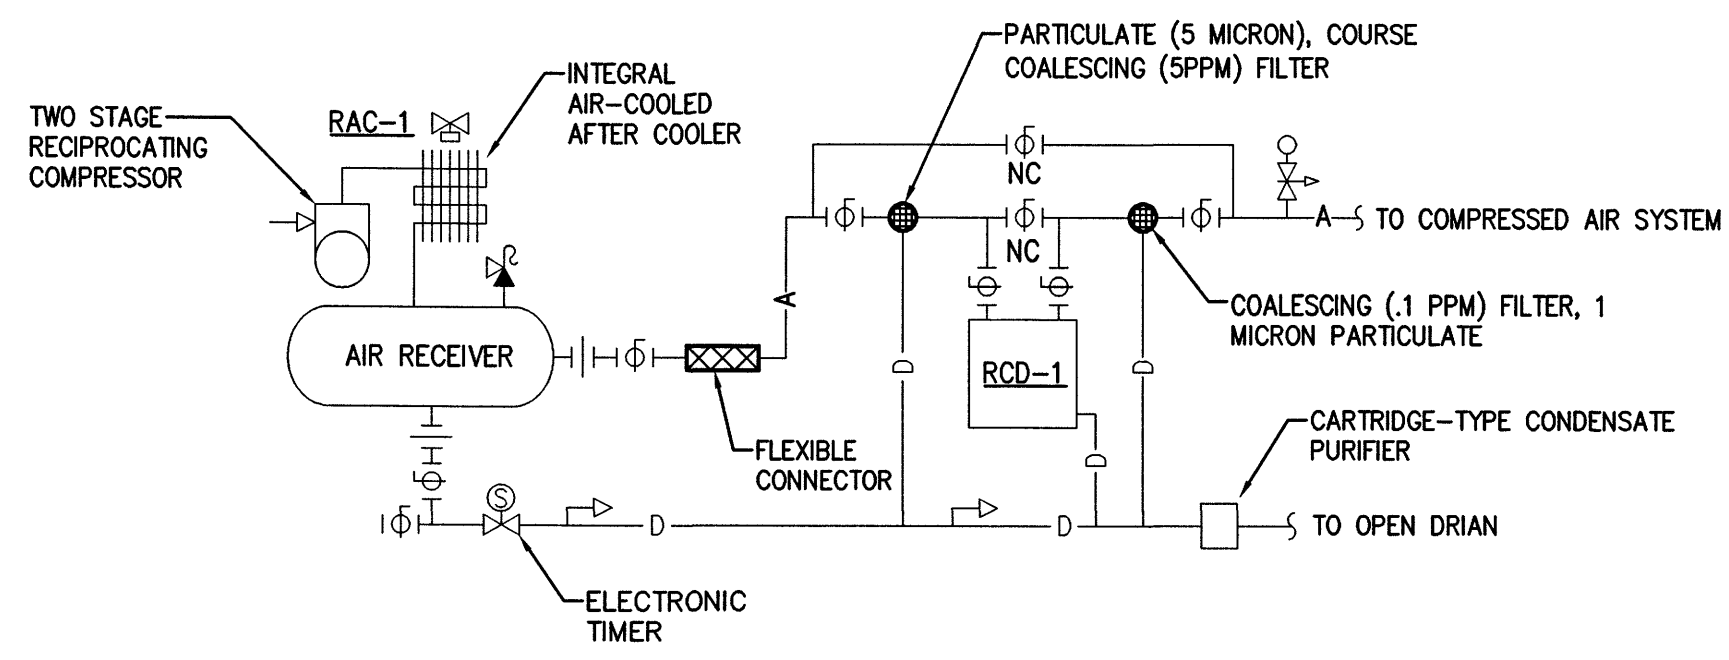 PARTICULATE (5 MICRON), COURSE
COALESCING (5PPM) FILTER
INTEGRAL
AIR-COOLED
AFTER COOLER
TWO STAGE
RECIPROCATING
COMPRESSOR
RAC-1
NC
A
TO COMPRESSED AIR SYSTEM
NC
A
COALESCING (.1 PPM) FILTER, 1
MICRON PARTICULATE
AIR RECEIVER
D
D
RCD-1
CARTRIDGE-TYPE CONDENSATE
PURIFIER
FLEXIBLE
CONNECTOR
D
S
D
D
TO OPEN DRIAN
ELECTRONIC
TIMER